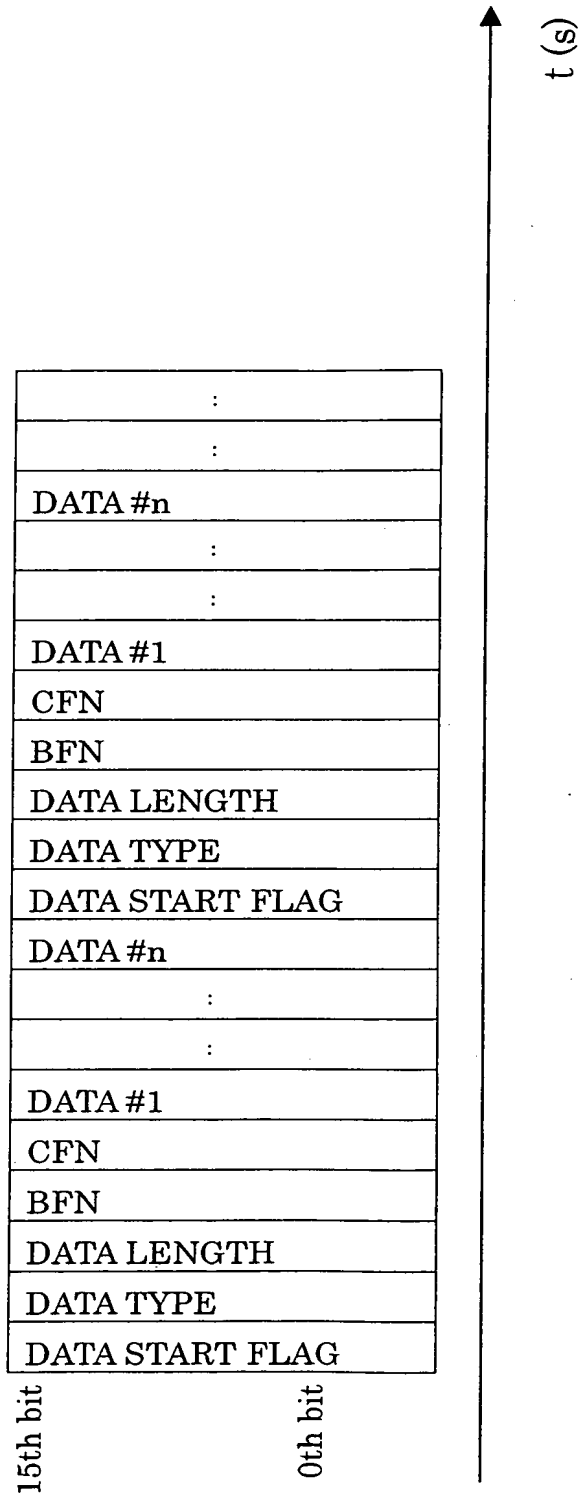 t (s)
:
:
DATA #n
:
:
DATA #1
CFN
BFN
DATA LENGTH
DATA TYPE
DATA START FLAG
DATA #n
:
:
DATA #1
CFN
BFN
DATA LENGTH
DATA TYPE
DATA START FLAG
15th bit
0th bit